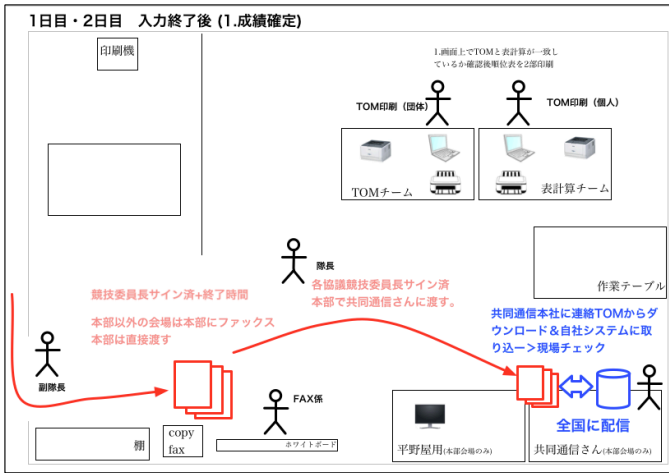 1日目・2日目　入力終了後 (1.成績確定)
印刷機
1.画面上でTOMと表計算が一致し
ているか確認後順位表を2部印刷
TOM印刷（団体）
TOM印刷（個人）
TOMチーム
表計算チーム
作業テーブル
隊長
競技委員長サイン済+終了時間
本部以外の会場は本部にファックス
本部は直接渡す
各協議競技委員長サイン済
本部で共同通信さんに渡す。
共同通信本社に連絡TOMからダ
ウンロード＆自社システムに取
り込ー＞現場チェック
副隊長
FAX係
全国に配信
棚
copy
fax
ホワイトボード
平野屋用(本部会場のみ)
共同通信さん(本部会場のみ)